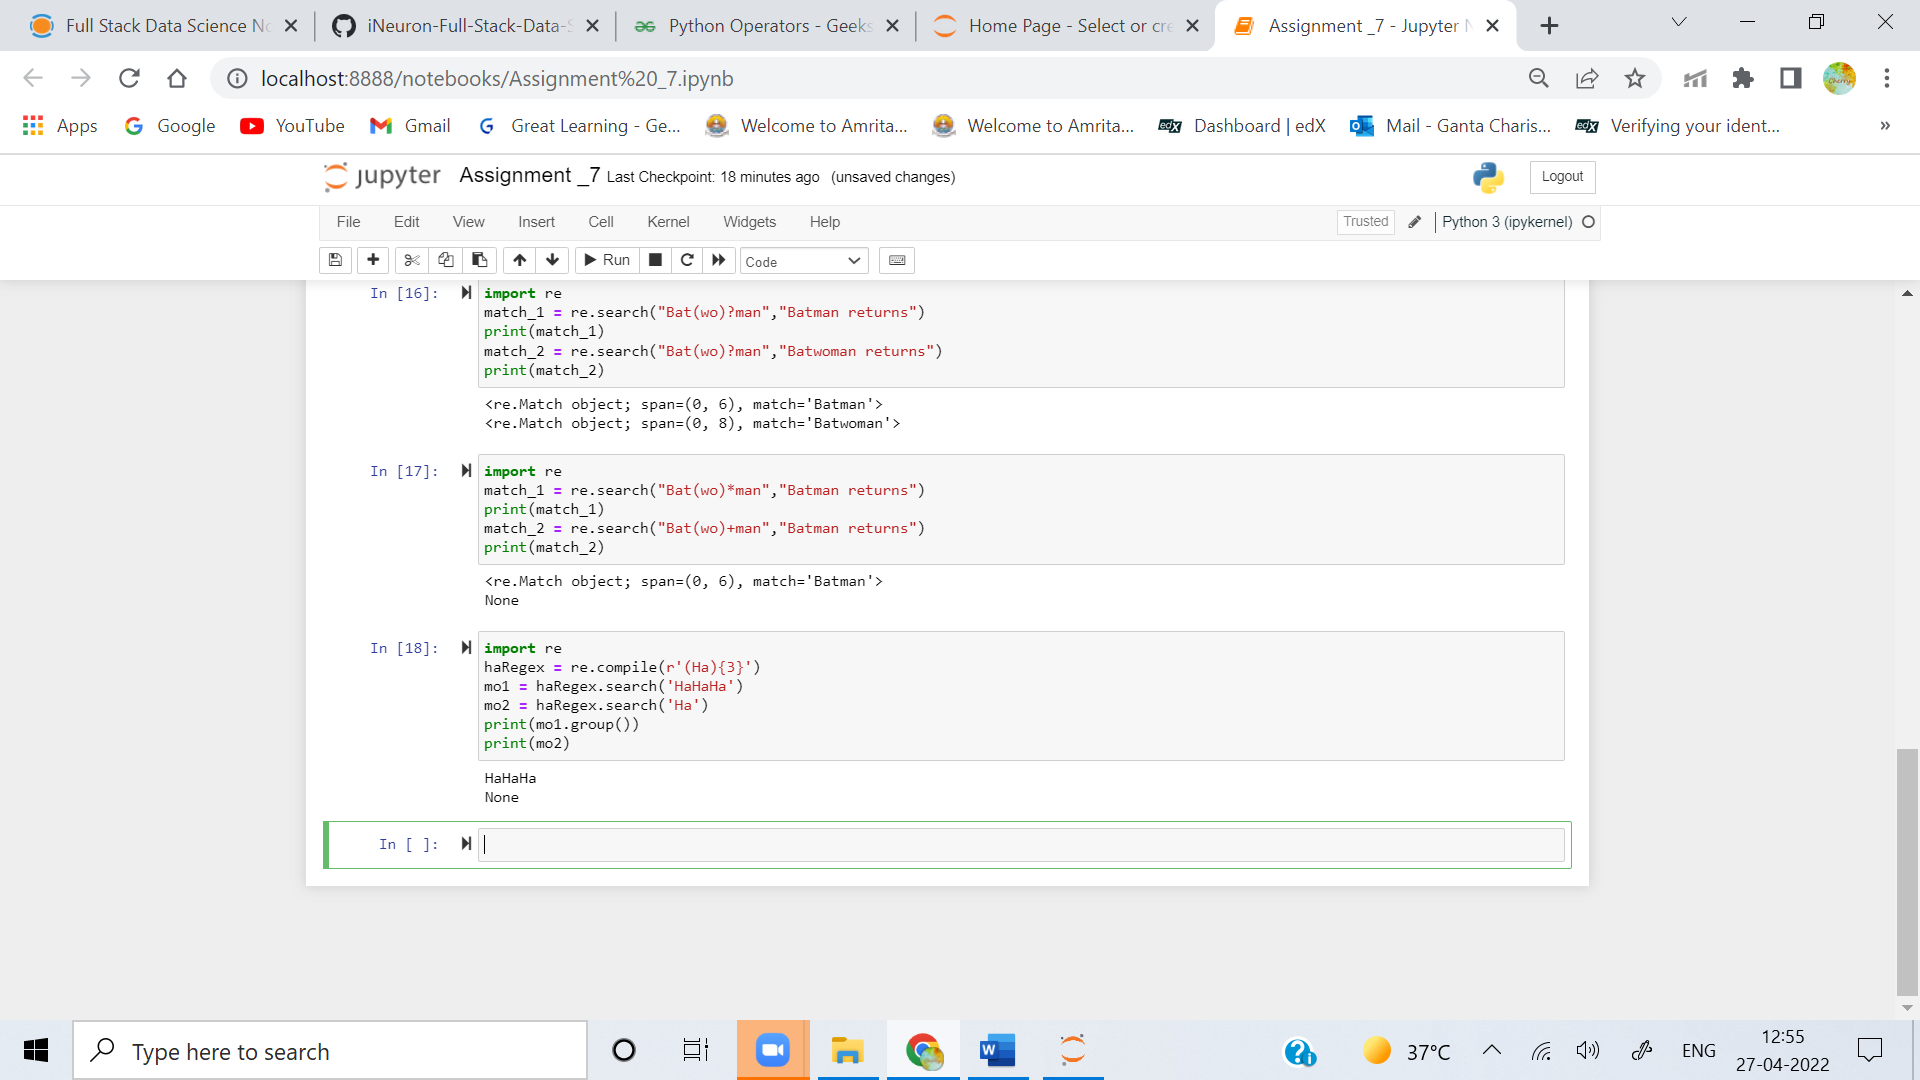 Full Stack Data Science No
iNeuron-Full-Stack-Data-S
Python Operators - Geeks
Home Page - Select or cre
Assignment _7 - Jupyter N
localhost:8888/notebooks/Assignment%20_7.ipynb
Apps
Google
YouTube
Gmail
Great Learning - Ge...
Welcome to Amrita...
Welcome to Amrita...
Dashboard | edX
Mail - Ganta Charis...
Verifying your ident...
»
jupyter Assignment _7 Last Checkpoint: 18 minutes ago (unsaved changes)
Logout
File Edit View Insert Cell Kernel Widgets Help
Trusted
Python 3 (ipykernel)
Run
Code
In [16]:
import re
match_1 = re.search("Bat(wo)?man","Batman returns")
print(match_1)
match_2 = re.search("Bat(wo)?man","Batwoman returns")
print(match_2)
<re.Match object; span=(0, 6), match='Batman'>
<re.Match object; span=(0, 8), match='Batwoman'>
In [17]:
import re
match_1 = re.search("Bat(wo)*man","Batman returns")
print(match_1)
match_2 = re.search("Bat(wo)+man","Batman returns")
print(match_2)
<re.Match object; span=(0, 6), match='Batman'>
None
In [18]:
import re
haRegex = re.compile(r'(Ha){3}')
mo1 = haRegex.search('HaHaHa')
mo2 = haRegex.search('Ha')
print(mo1.group())
print(mo2)
HaHaHa
None
In [ ]:
Type here to search
37°C
ENG
12:55
27-04-2022